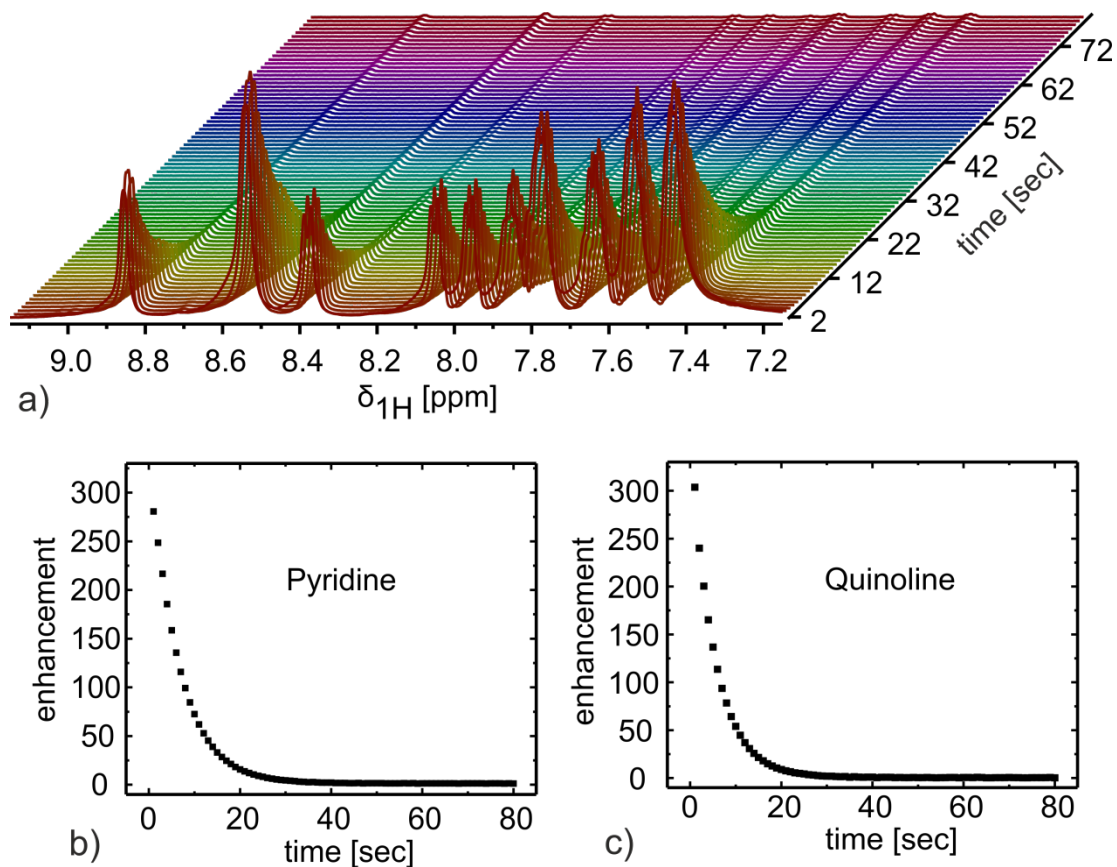 72
62
52
42
32
22
12
2
time [sec]
9.0 8.8 8.6 8.4 8.2 8.0 7.8 7.6 7.4 7.2
δ1H [ppm]
a)
300
250
200
150
100
50
0
enhancement
Pyridine
0 20 40 60 80
time [sec]
b)
300
250
200
150
100
50
0
enhancement
Quinoline
0 20 40 60 80
time [sec]
c)